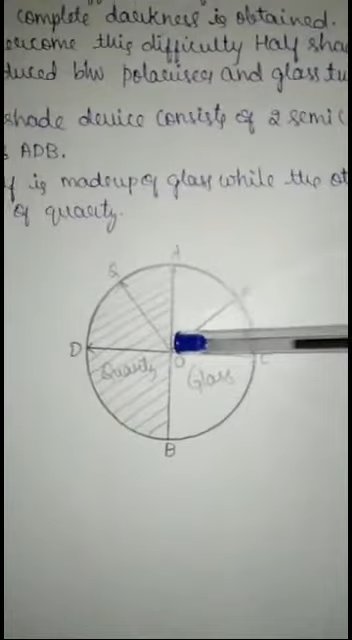 complete darkness is obtained.
this difficulty Half
polariser and glass
shade device consists of 2 semi
ADB.
is madeup of glass while the
of quartz.
A
S
D
O
C
Quartz
Glass
B